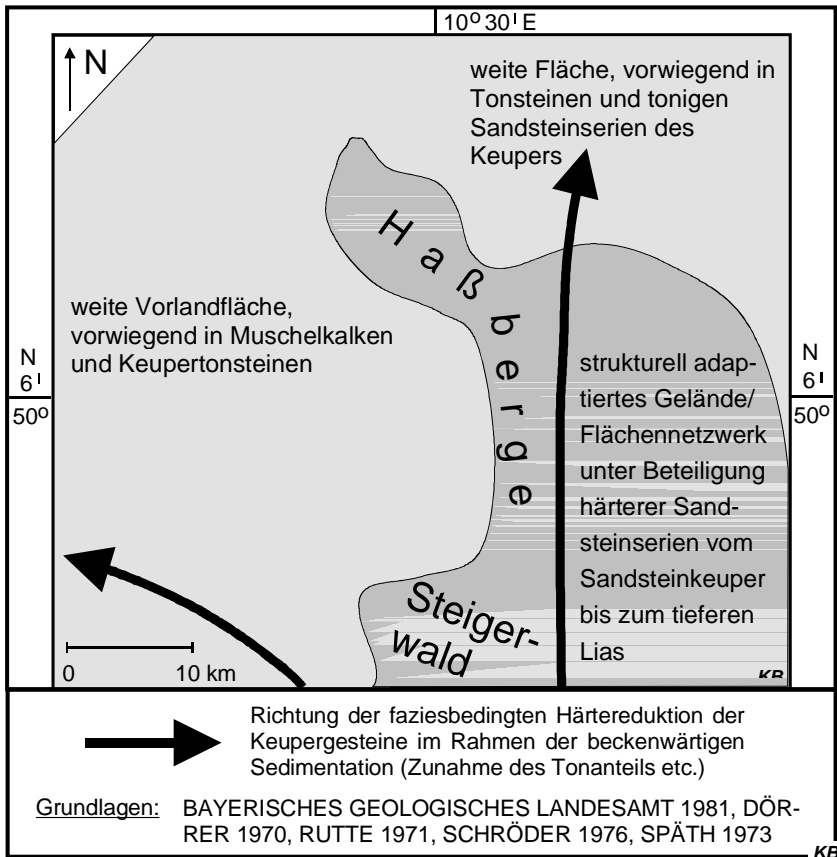 10° 30' E
N
weite Fläche, vorwiegend in
Tonsteinen und tonigen
Sandsteinserien des
Keupers
Haßberge
weite Vorlandfläche,
vorwiegend in Muschelkalken
und Keupertonsteinen
N
6'
50°
N
6'
50°
strukturell adap-
tiertes Gelände/
Flächennetzwerk
unter Beteiligung
härterer Sand-
steinserien vom
Sandsteinkeuper
bis zum tieferen
Lias
Steiger-
wald
0 10 km
KB
Richtung der faziesbedingten Härtereduktion der
Keupergesteine im Rahmen der beckenwärtigen
Sedimentation (Zunahme des Tonanteils etc.)
Grundlagen: BAYERISCHES GEOLOGISCHES LANDESAMT 1981, DÖR-
RER 1970, RUTTE 1971, SCHRÖDER 1976, SPÄTH 1973
KB